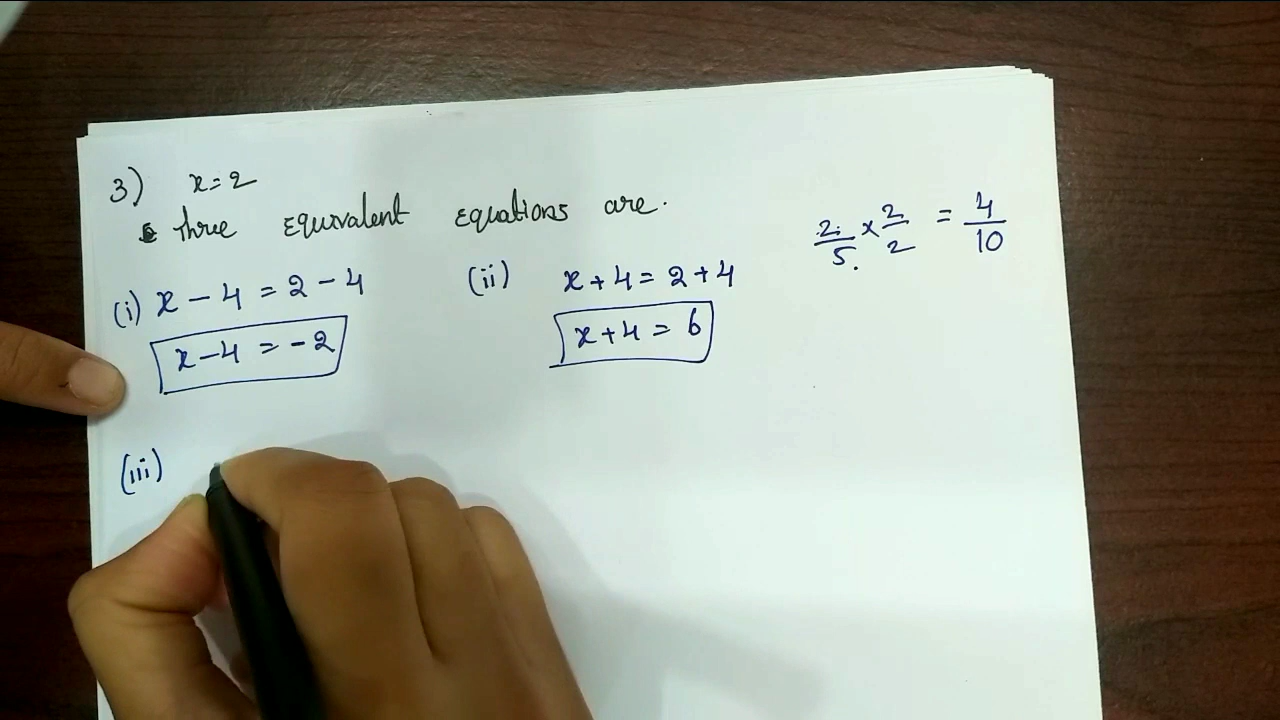 3) x=2
three equivalent equations are.
(i) x - 4 = 2 - 4
x - 4 = -2
(ii) x + 4 = 2 + 4
x + 4 = 6
(iii)
2/5 × 2/2 = 4/10